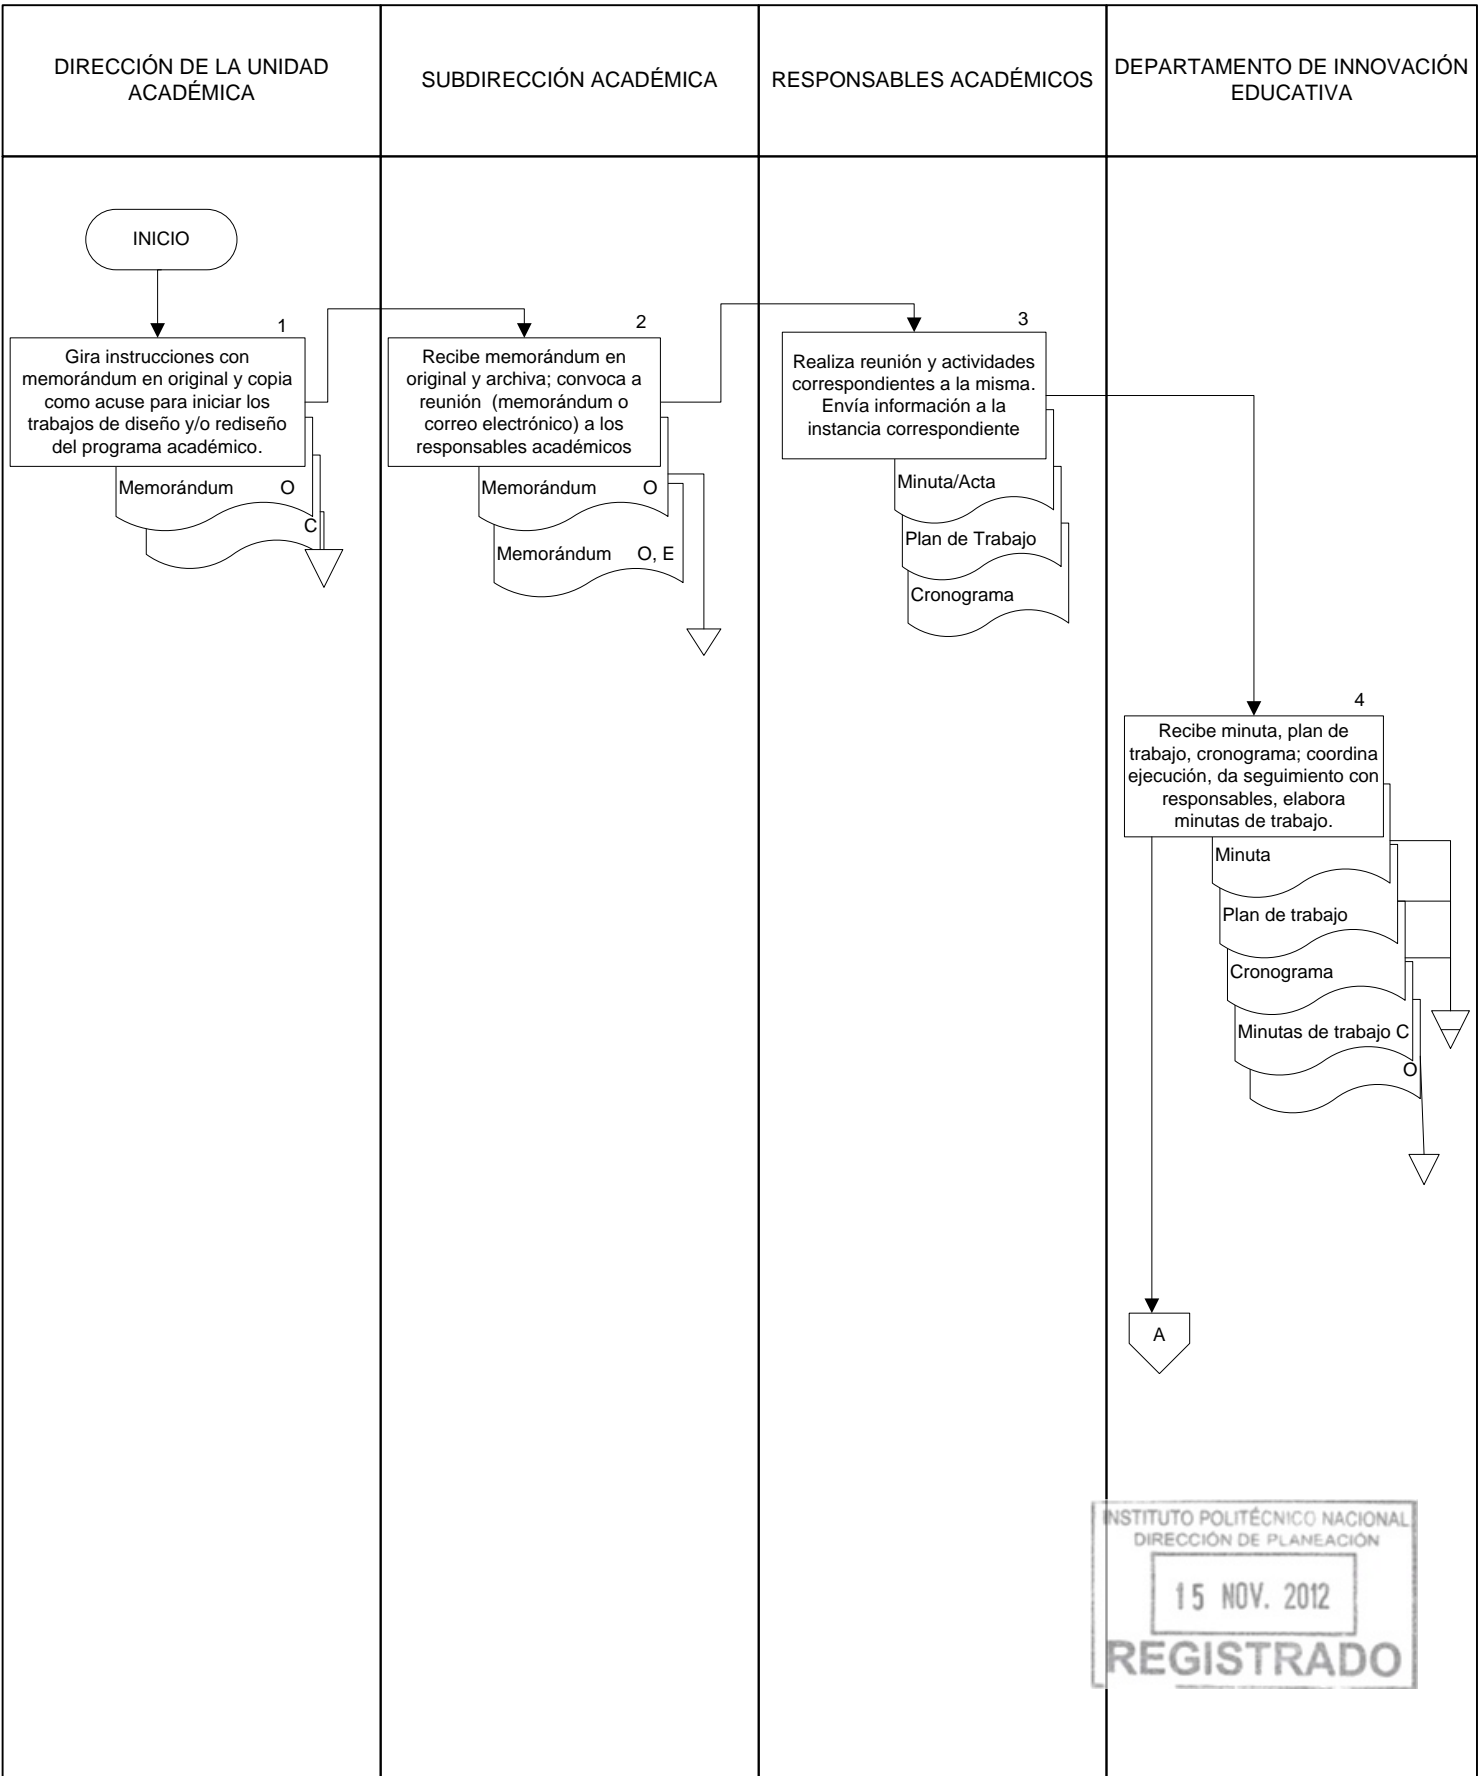 DIRECCIÓN DE LA UNIDAD
ACADÉMICA
SUBDIRECCIÓN ACADÉMICA
RESPONSABLES ACADÉMICOS
DEPARTAMENTO DE INNOVACIÓN
EDUCATIVA
INICIO
1
Gira instrucciones con
memorándum en original y copia
como acuse para iniciar los
trabajos de diseño y/o rediseño
del programa académico.
Memorándum O
C
2
Recibe memorándum en
original y archiva; convoca a
reunión (memorándum o
correo electrónico) a los
responsables académicos
Memorándum O
Memorándum O, E
3
Realiza reunión y actividades
correspondientes a la misma.
Envía información a la
instancia correspondiente
Minuta/Acta
Plan de Trabajo
Cronograma
4
Recibe minuta, plan de
trabajo, cronograma; coordina
ejecución, da seguimiento con
responsables, elabora
minutas de trabajo.
Minuta
Plan de trabajo
Cronograma
Minutas de trabajo C
O
A
INSTITUTO POLITÉCNICO NACIONAL
DIRECCIÓN DE PLANEACIÓN
15 NOV. 2012
REGISTRADO